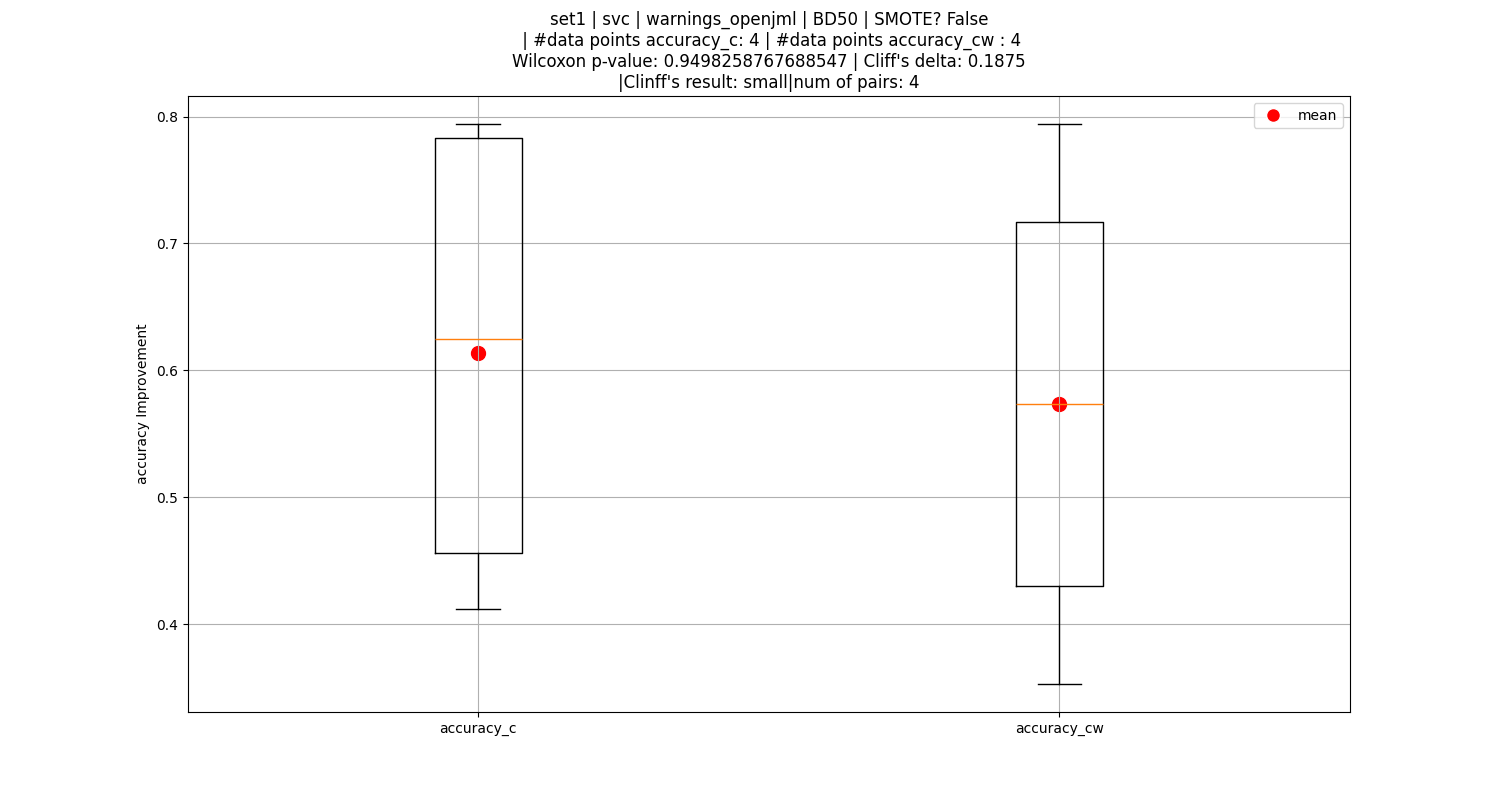 set1 | svc | warnings_openjml | BD50 | SMOTE? False
| #data points accuracy_c: 4 | #data points accuracy_cw : 4
Wilcoxon p-value: 0.9498258767688547 | Cliff's delta: 0.1875
|Clinff's result: small|num of pairs: 4
mean
0.8
0.7
0.6
0.5
0.4
accuracy Improvement
accuracy_c
accuracy_cw